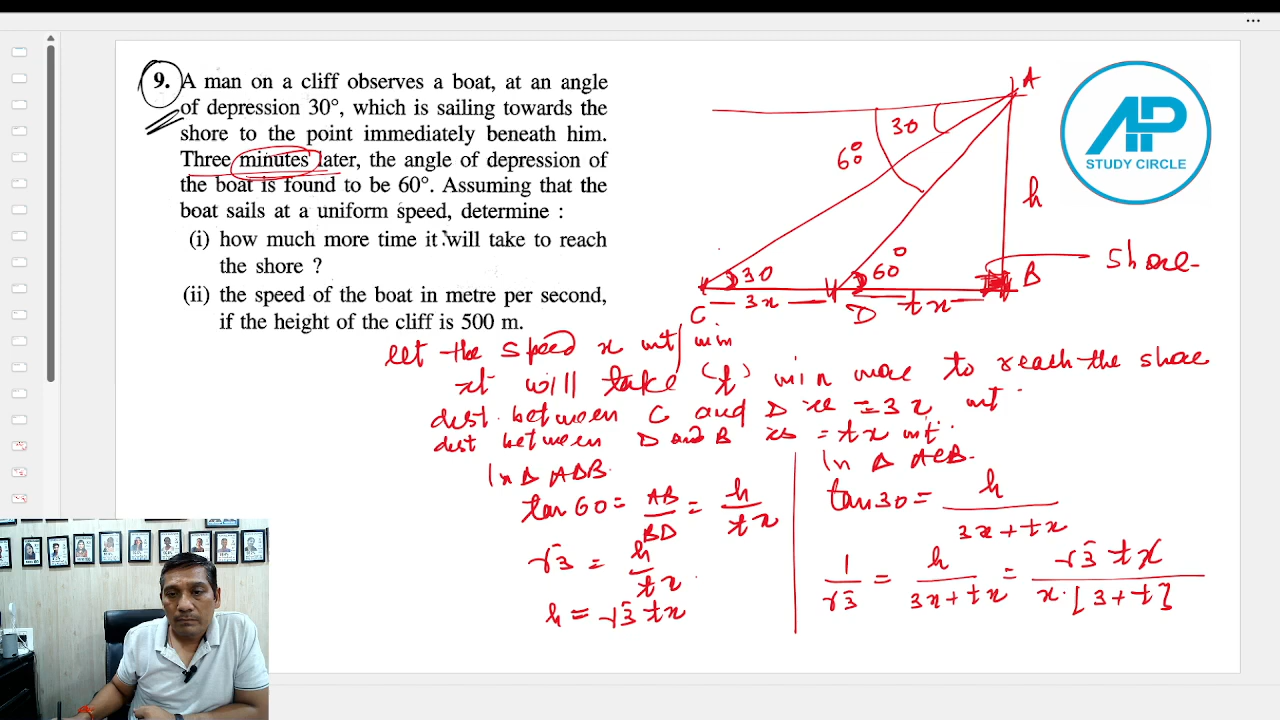 9. A man on a cliff observes a boat, at an angle
of depression 30°, which is sailing towards the
shore to the point immediately beneath him.
Three minutes later, the angle of depression of
the boat is found to be 60°. Assuming that the
boat sails at a uniform speed, determine :
(i) how much more time it will take to reach
the shore ?
(ii) the speed of the boat in metre per second,
if the height of the cliff is 500 m.
A
30
60°
h
30
60°
B
shore
C
3x
D
tx
AP
STUDY CIRCLE
let the speed x mt/min
it will take 't' min more to reach the shore
dist. between C and D is = 3x mt
dist between D and B is = tx mt.
In Δ ADB.
tan 60 = AB/BD = h/tx
√3 = h/tx
h = √3 tx
In Δ ACB.
tan 30 = h/3x+tx
1/√3 = h/3x+tx = √3 tx/x.[3+t]